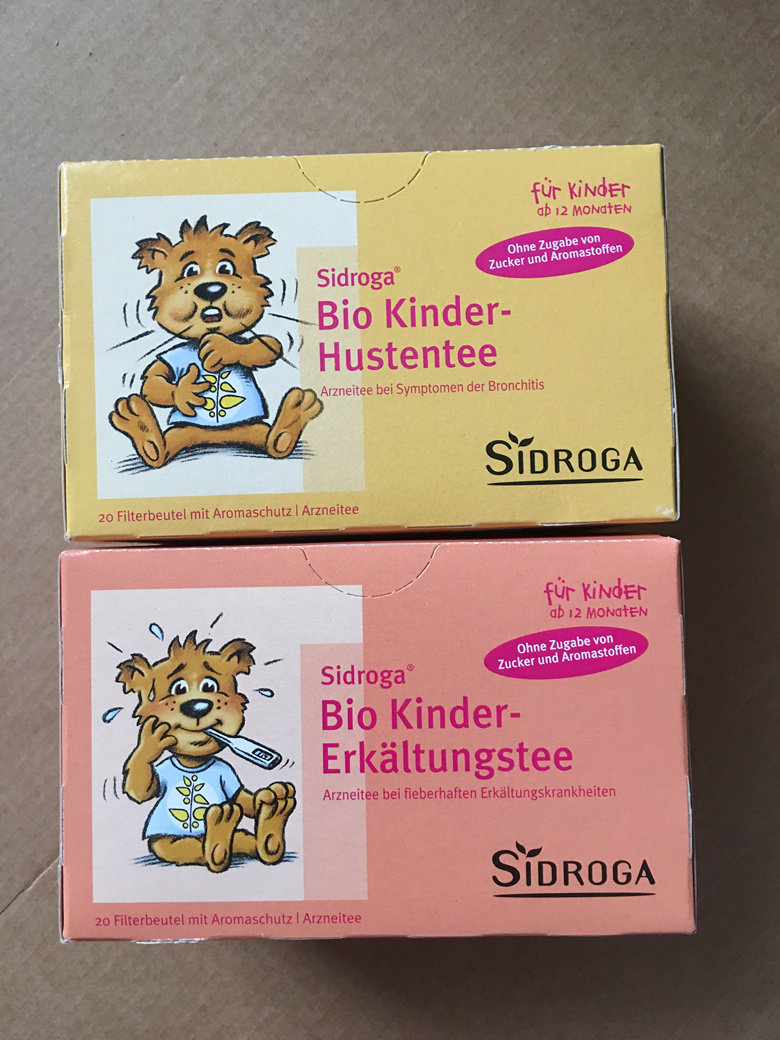 für Kinder
ab 12 Monaten
Ohne Zugabe von
Zucker und Aromastoffen
Sidroga®
Bio Kinder-
Hustentee
Arzneitee bei Symptomen der Bronchitis
SIDROGA
20 Filterbeutel mit Aromaschutz | Arzneitee
für Kinder
ab 12 Monaten
Ohne Zugabe von
Zucker und Aromastoffen
Sidroga®
Bio Kinder-
Erkältungstee
Arzneitee bei fieberhaften Erkältungskrankheiten
SIDROGA
20 Filterbeutel mit Aromaschutz | Arzneitee